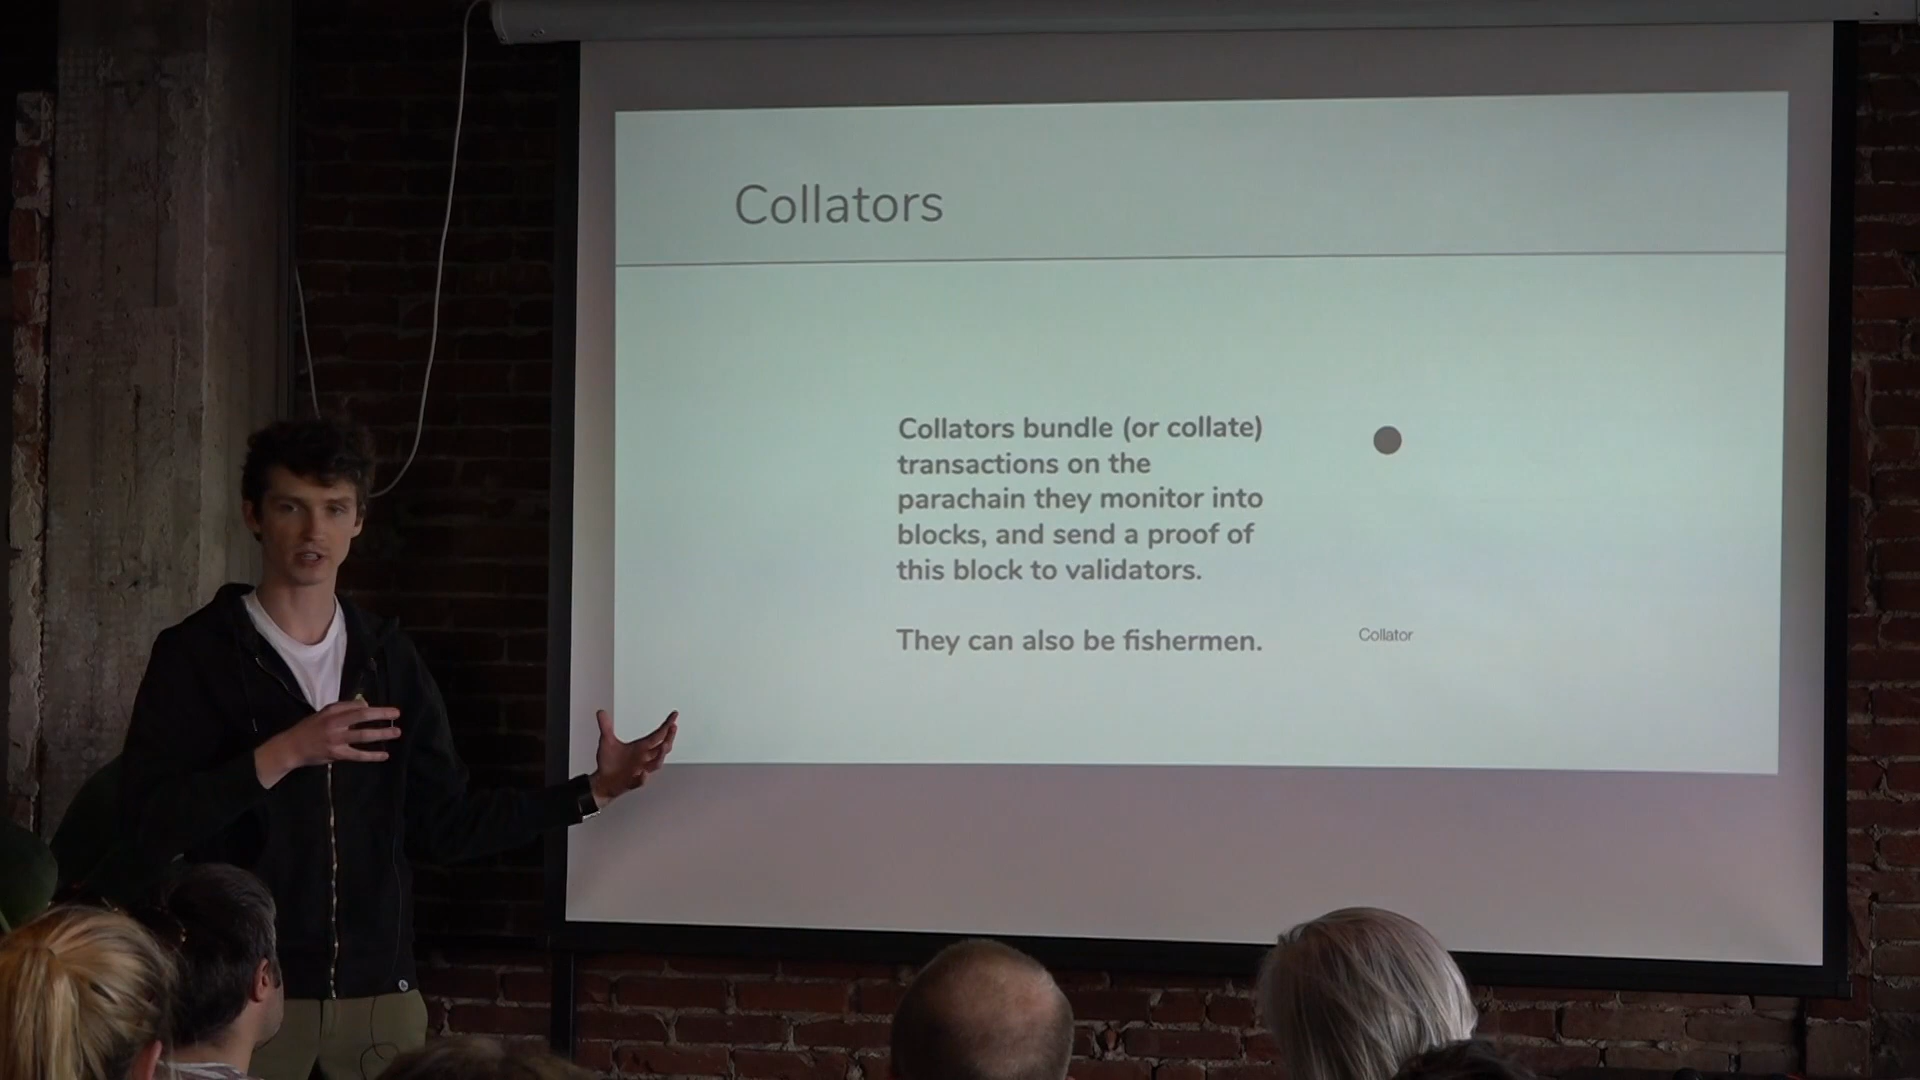 Collators
Collators bundle (or collate)
transactions on the
parachain they monitor into
blocks, and send a proof of
this block to validators.
They can also be fishermen.
Collator